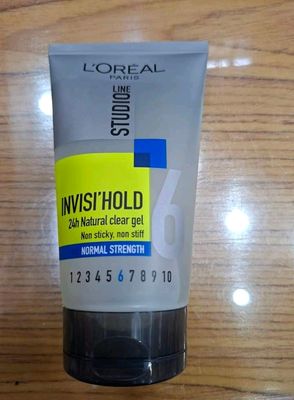 L'ORÉAL
PARIS
STUDIO LINE
6
INVISI'HOLD
24h Natural clear gel
Non sticky, non stiff
NORMAL STRENGTH
1 2 3 4 5 6 7 8 9 10